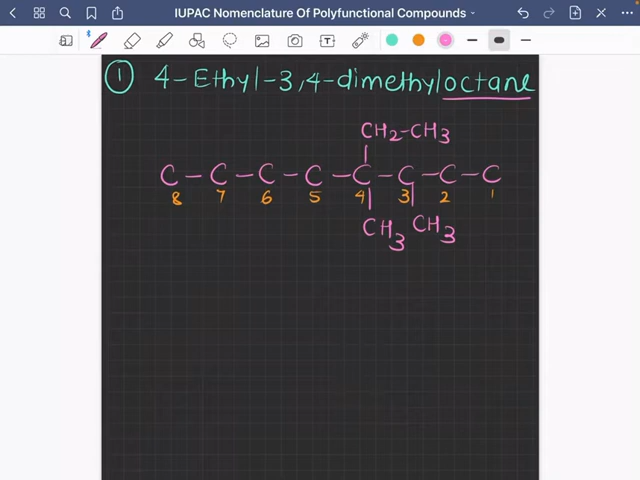 IUPAC Nomenclature Of Polyfunctional Compounds
① 4-Ethyl-3,4-dimethyloctane
CH2-CH3
C-C-C-C-C-C-C-C
8 7 6 5 4 3 2 1
CH3 CH3